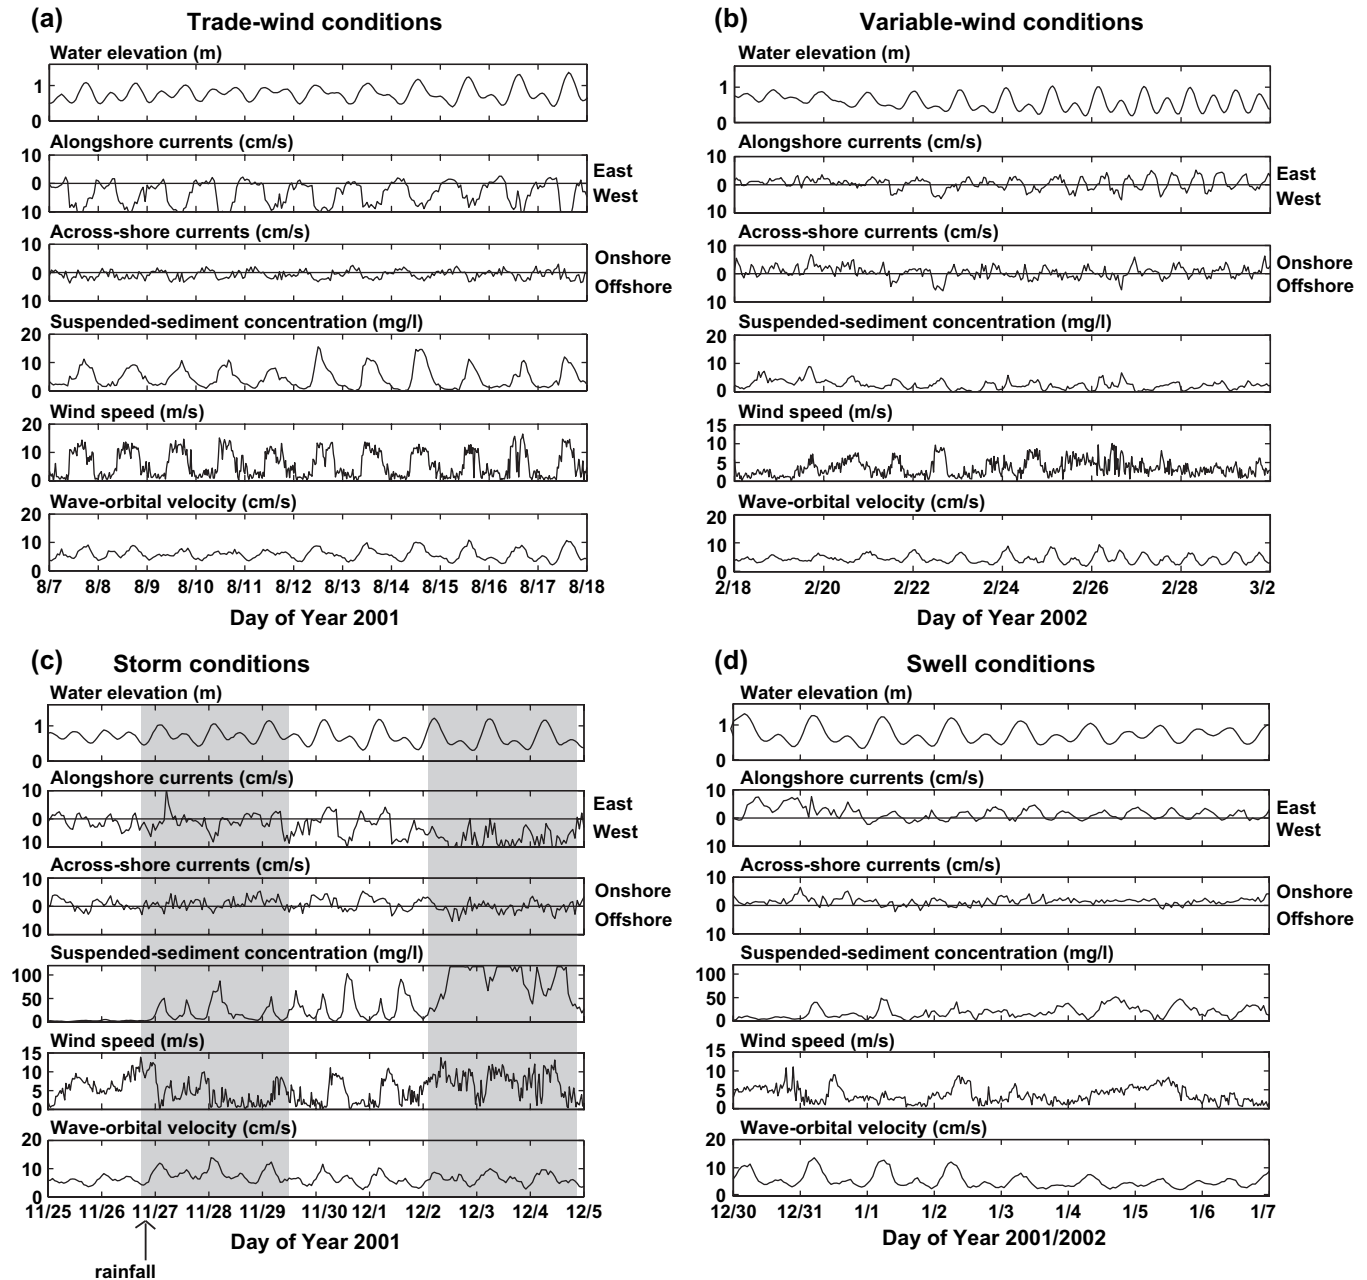 (a) Trade-wind conditions
Water elevation (m)
1
0
Alongshore currents (cm/s)
10
0
10
East
West
Across-shore currents (cm/s)
10
0
10
Onshore
Offshore
Suspended-sediment concentration (mg/l)
20
10
0
Wind speed (m/s)
20
10
0
Wave-orbital velocity (cm/s)
20
10
0
8/7 8/8 8/9 8/10 8/11 8/12 8/13 8/14 8/15 8/16 8/17 8/18
Day of Year 2001
(b) Variable-wind conditions
Water elevation (m)
1
0
Alongshore currents (cm/s)
10
0
10
East
West
Across-shore currents (cm/s)
10
0
10
Onshore
Offshore
Suspended-sediment concentration (mg/l)
20
10
0
Wind speed (m/s)
15
10
5
0
Wave-orbital velocity (cm/s)
20
10
0
2/18 2/20 2/22 2/24 2/26 2/28 3/2
Day of Year 2002
(c) Storm conditions
Water elevation (m)
1
0
Alongshore currents (cm/s)
10
0
10
East
West
Across-shore currents (cm/s)
10
0
10
Onshore
Offshore
Suspended-sediment concentration (mg/l)
100
50
0
Wind speed (m/s)
15
10
5
0
Wave-orbital velocity (cm/s)
20
10
0
11/25 11/26 11/27 11/28 11/29 11/30 12/1 12/2 12/3 12/4 12/5
Day of Year 2001
rainfall
(d) Swell conditions
Water elevation (m)
1
0
Alongshore currents (cm/s)
10
0
10
East
West
Across-shore currents (cm/s)
10
0
10
Onshore
Offshore
Suspended-sediment concentration (mg/l)
100
50
0
Wind speed (m/s)
15
10
5
0
Wave-orbital velocity (cm/s)
20
10
0
12/30 12/31 1/1 1/2 1/3 1/4 1/5 1/6 1/7
Day of Year 2001/2002